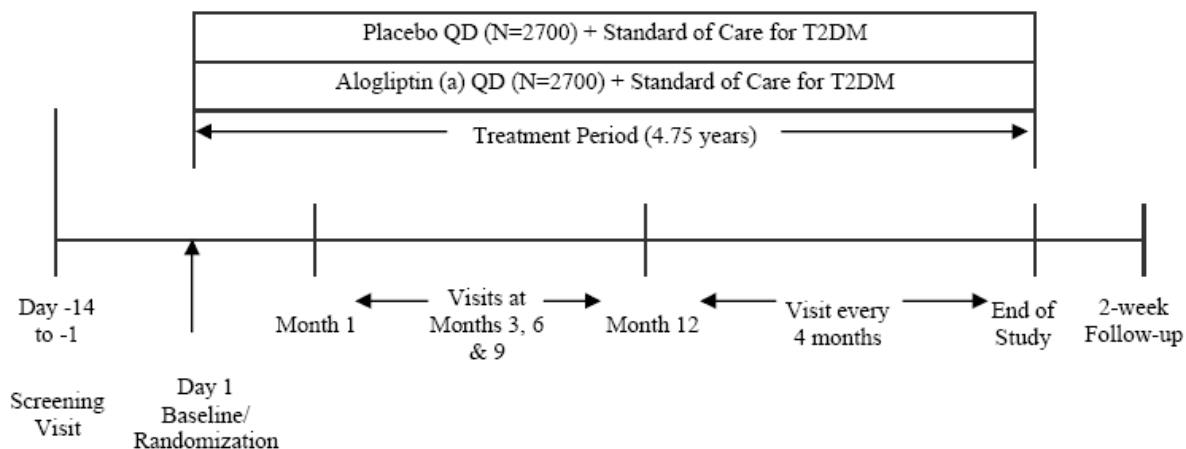 Placebo QD (N=2700) + Standard of Care for T2DM
Alogliptin (a) QD (N=2700) + Standard of Care for T2DM
Treatment Period (4.75 years)
Day -14
to -1
Screening
Visit
Day 1
Baseline/
Randomization
Month 1
Visits at
Months 3, 6
& 9
Month 12
Visit every
4 months
End of
Study
2-week
Follow-up